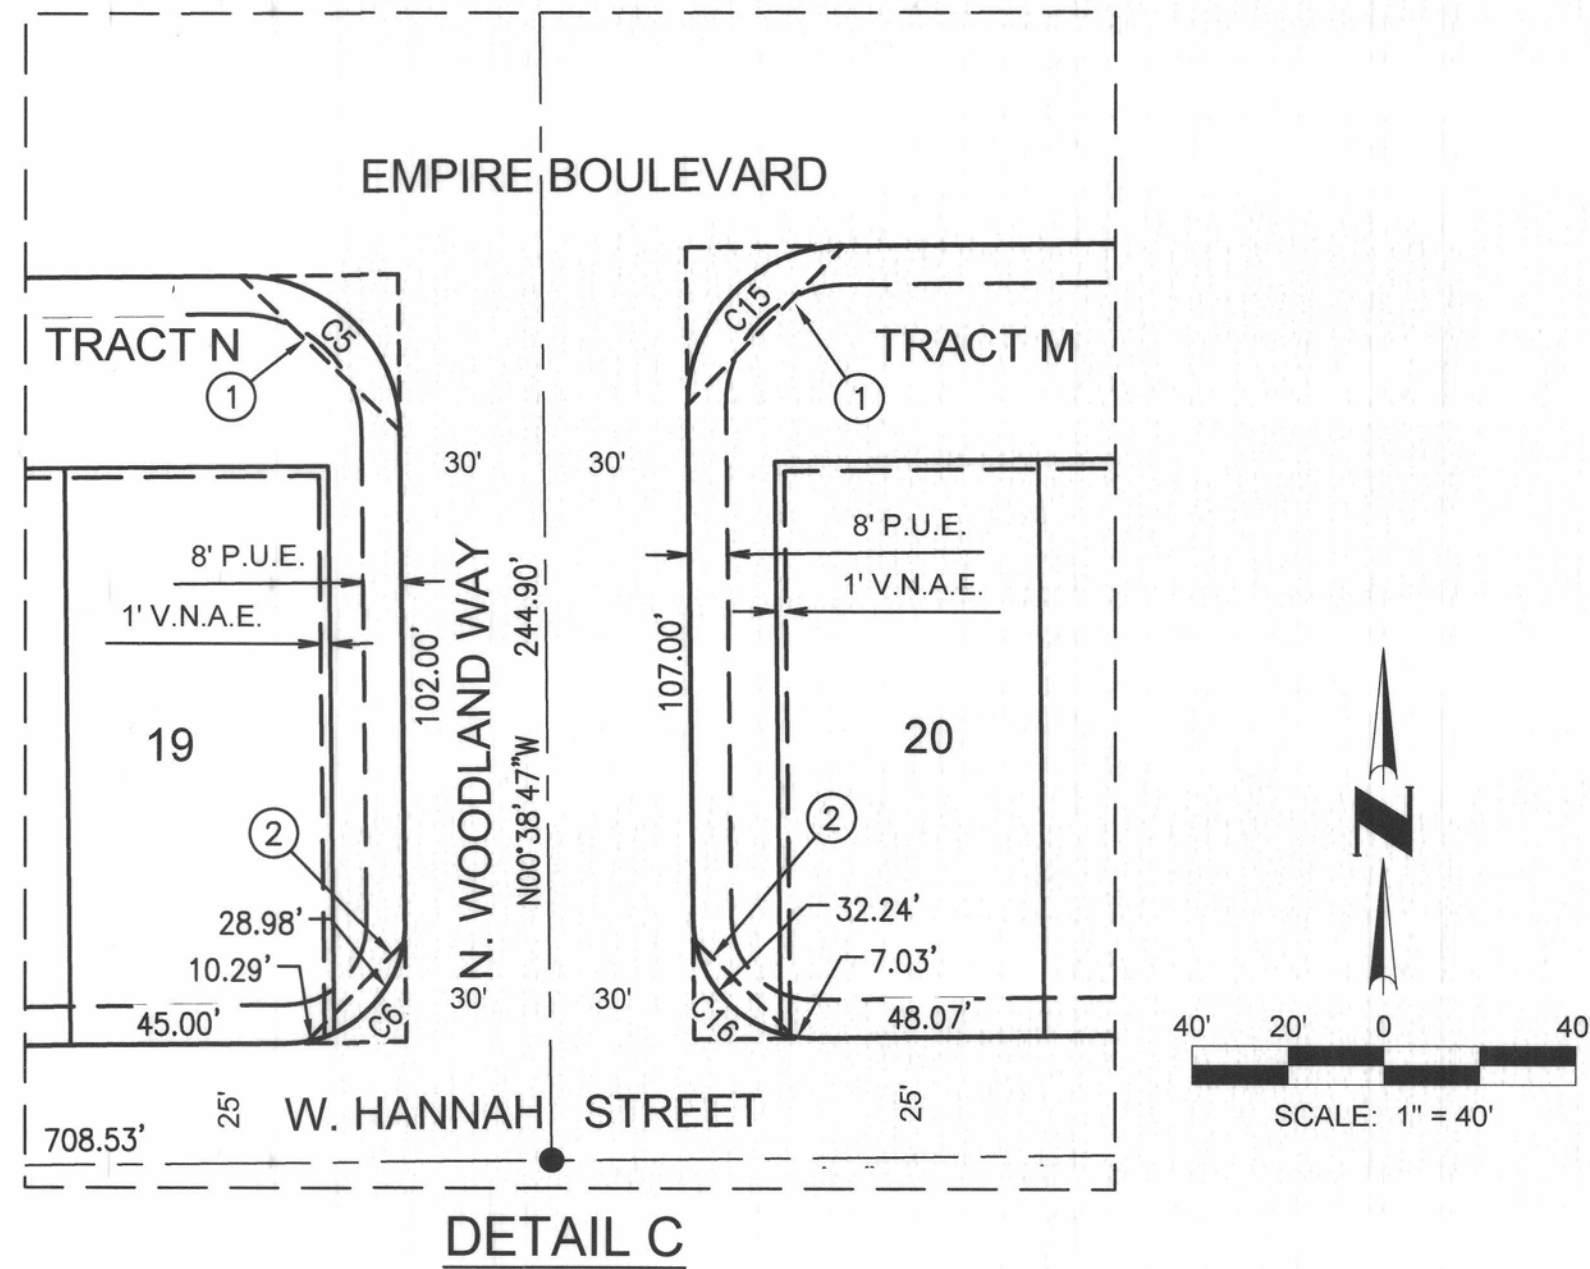 EMPIRE BOULEVARD
C5
C15
TRACT N
TRACT M
1
1
30'
30'
8' P.U.E.
8' P.U.E.
1' V.N.A.E.
1' V.N.A.E.
102.00'
N. WOODLAND WAY
N00°38'47"W 244.90'
107.00'
19
20
2
2
28.98'
32.24'
10.29'
7.03'
30'
30'
45.00'
C6
C16
48.07'
25'
W. HANNAH STREET
25'
708.53'
N
40' 20' 0 40'
SCALE: 1" = 40'
DETAIL C